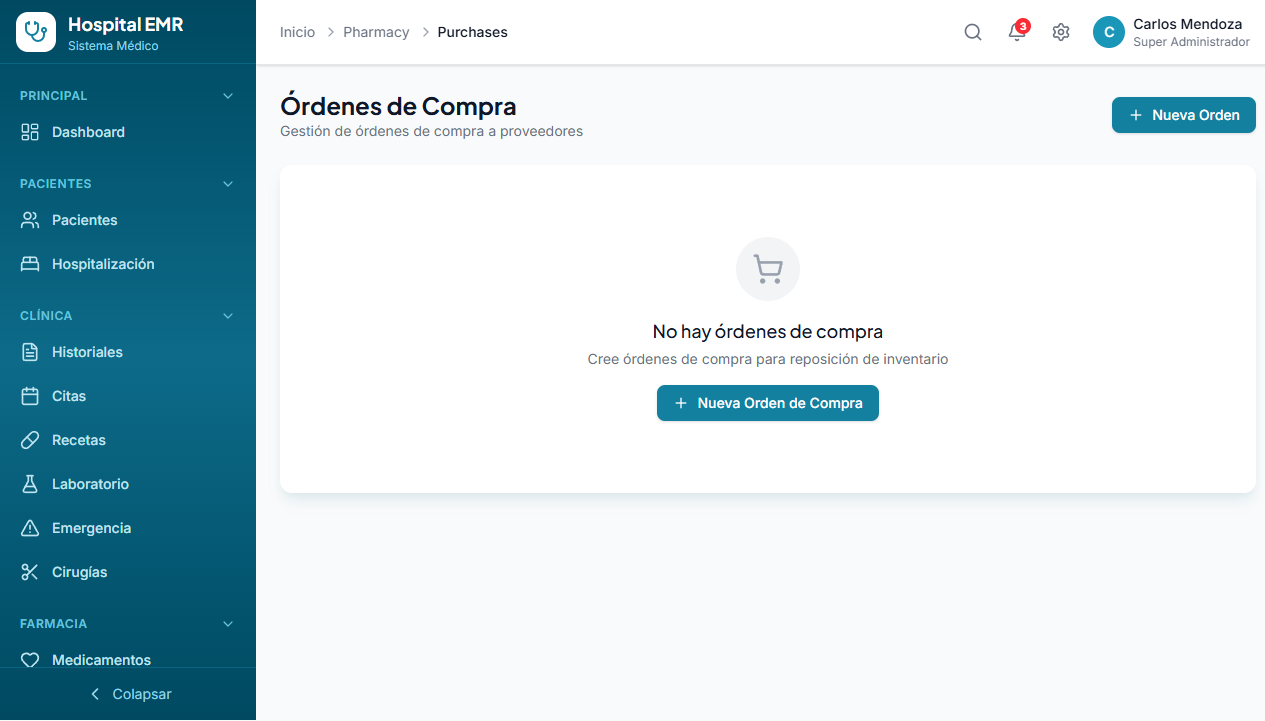 Hospital EMR
Sistema Médico
PRINCIPAL
Dashboard
PACIENTES
Pacientes
Hospitalización
CLÍNICA
Historiales
Citas
Recetas
Laboratorio
Emergencia
Cirugías
FARMACIA
Medicamentos
Colapsar
Inicio > Pharmacy > Purchases
3
C
Carlos Mendoza
Super Administrador
Órdenes de Compra
Gestión de órdenes de compra a proveedores
+ Nueva Orden
No hay órdenes de compra
Cree órdenes de compra para reposición de inventario
+ Nueva Orden de Compra